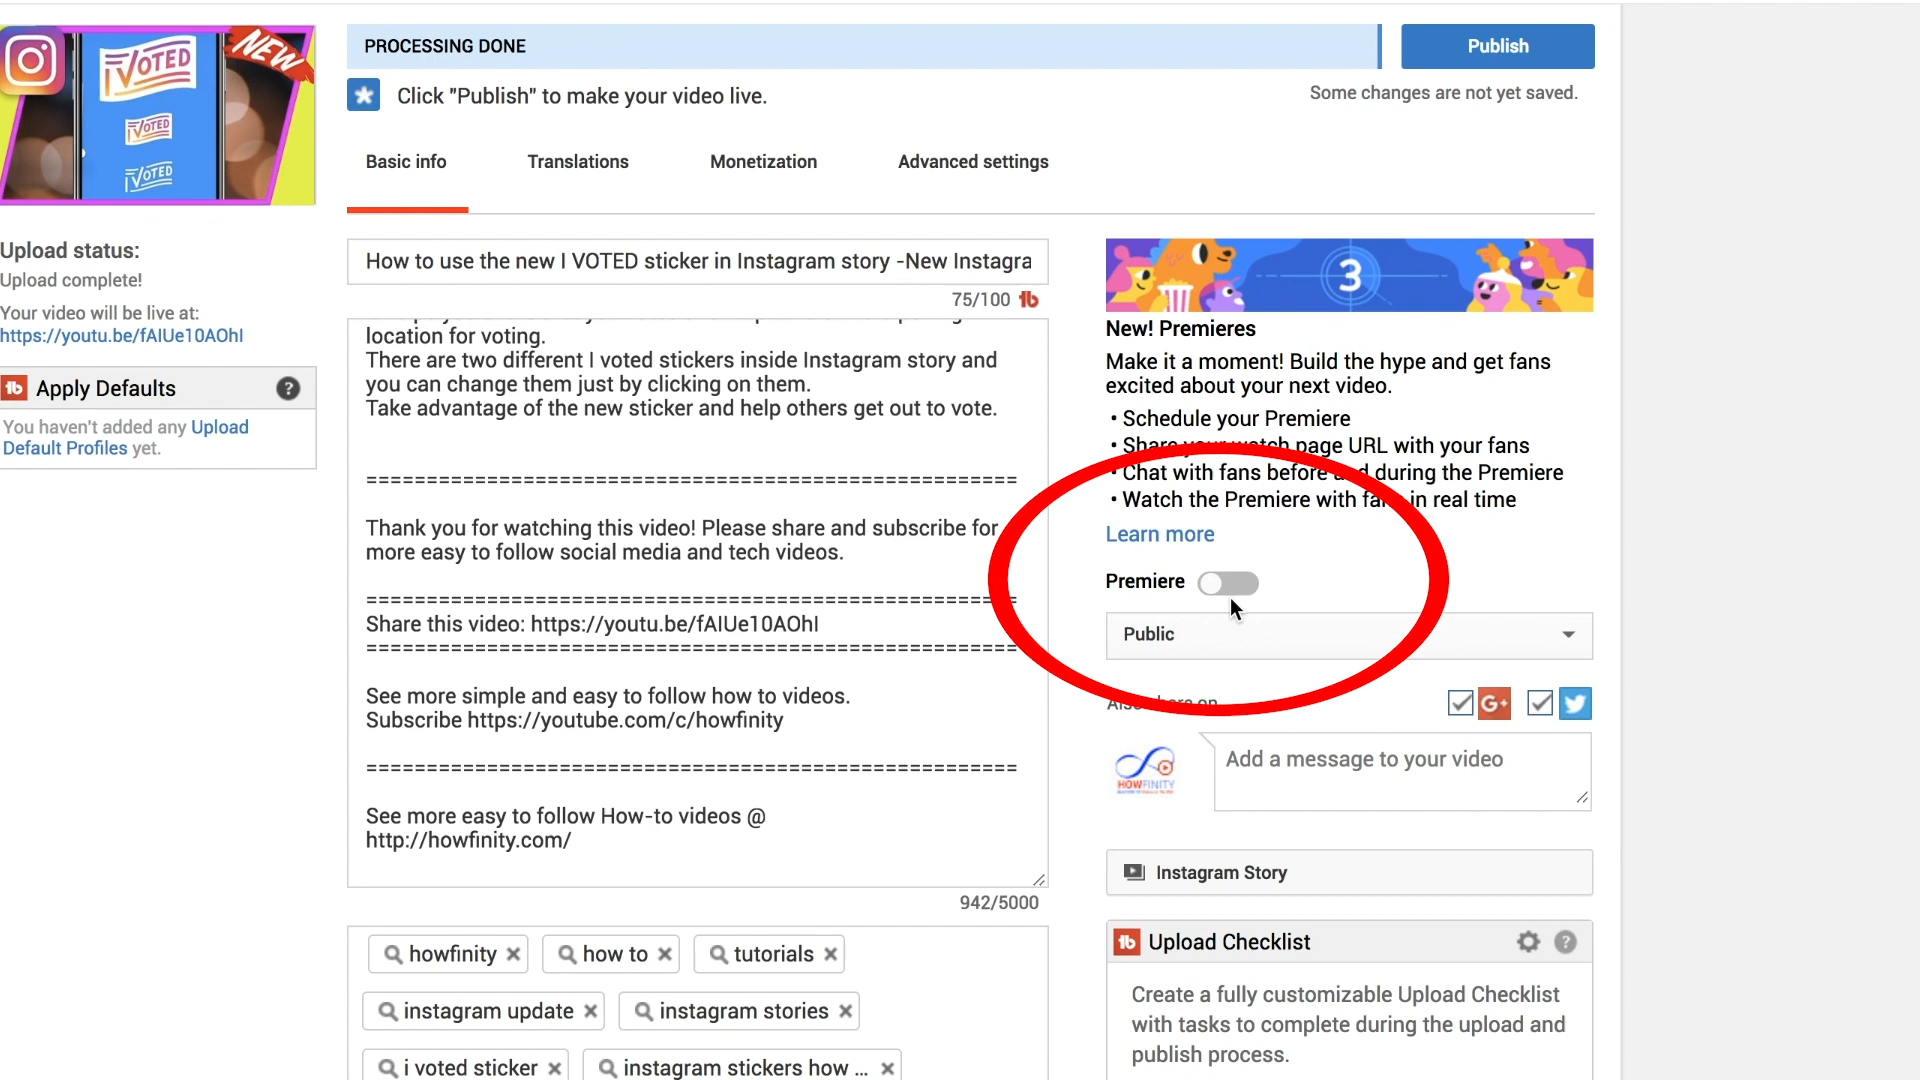 NEW
VOTED
VOTED
VOTED
PROCESSING DONE
Publish
Click "Publish" to make your video live.
Some changes are not yet saved.
Basic info
Translations
Monetization
Advanced settings
Upload status:
Upload complete!
Your video will be live at:
https://youtu.be/fAIUe10AOhI
Apply Defaults
You haven't added any Upload
Default Profiles yet.
How to use the new I VOTED sticker in Instagram story -New Instagra
75/100
location for voting.
There are two different I voted stickers inside Instagram story and
you can change them just by clicking on them.
Take advantage of the new sticker and help others get out to vote.
======================================================
Thank you for watching this video! Please share and subscribe for
more easy to follow social media and tech videos.
======================================================
Share this video: https://youtu.be/fAIUe10AOhI
======================================================
See more simple and easy to follow how to videos.
Subscribe https://youtube.com/c/howfinity
======================================================
See more easy to follow How-to videos @
http://howfinity.com/
942/5000
howfinity
how to
tutorials
instagram update
instagram stories
i voted sticker
instagram stickers how ...
3
New! Premieres
Make it a moment! Build the hype and get fans
excited about your next video.
• Schedule your Premiere
• Share your watch page URL with your fans
• Chat with fans before and during the Premiere
• Watch the Premiere with fans in real time
Learn more
Premiere
Public
Also share on
G+
HOWFINITY
Add a message to your video
Instagram Story
Upload Checklist
Create a fully customizable Upload Checklist
with tasks to complete during the upload and
publish process.